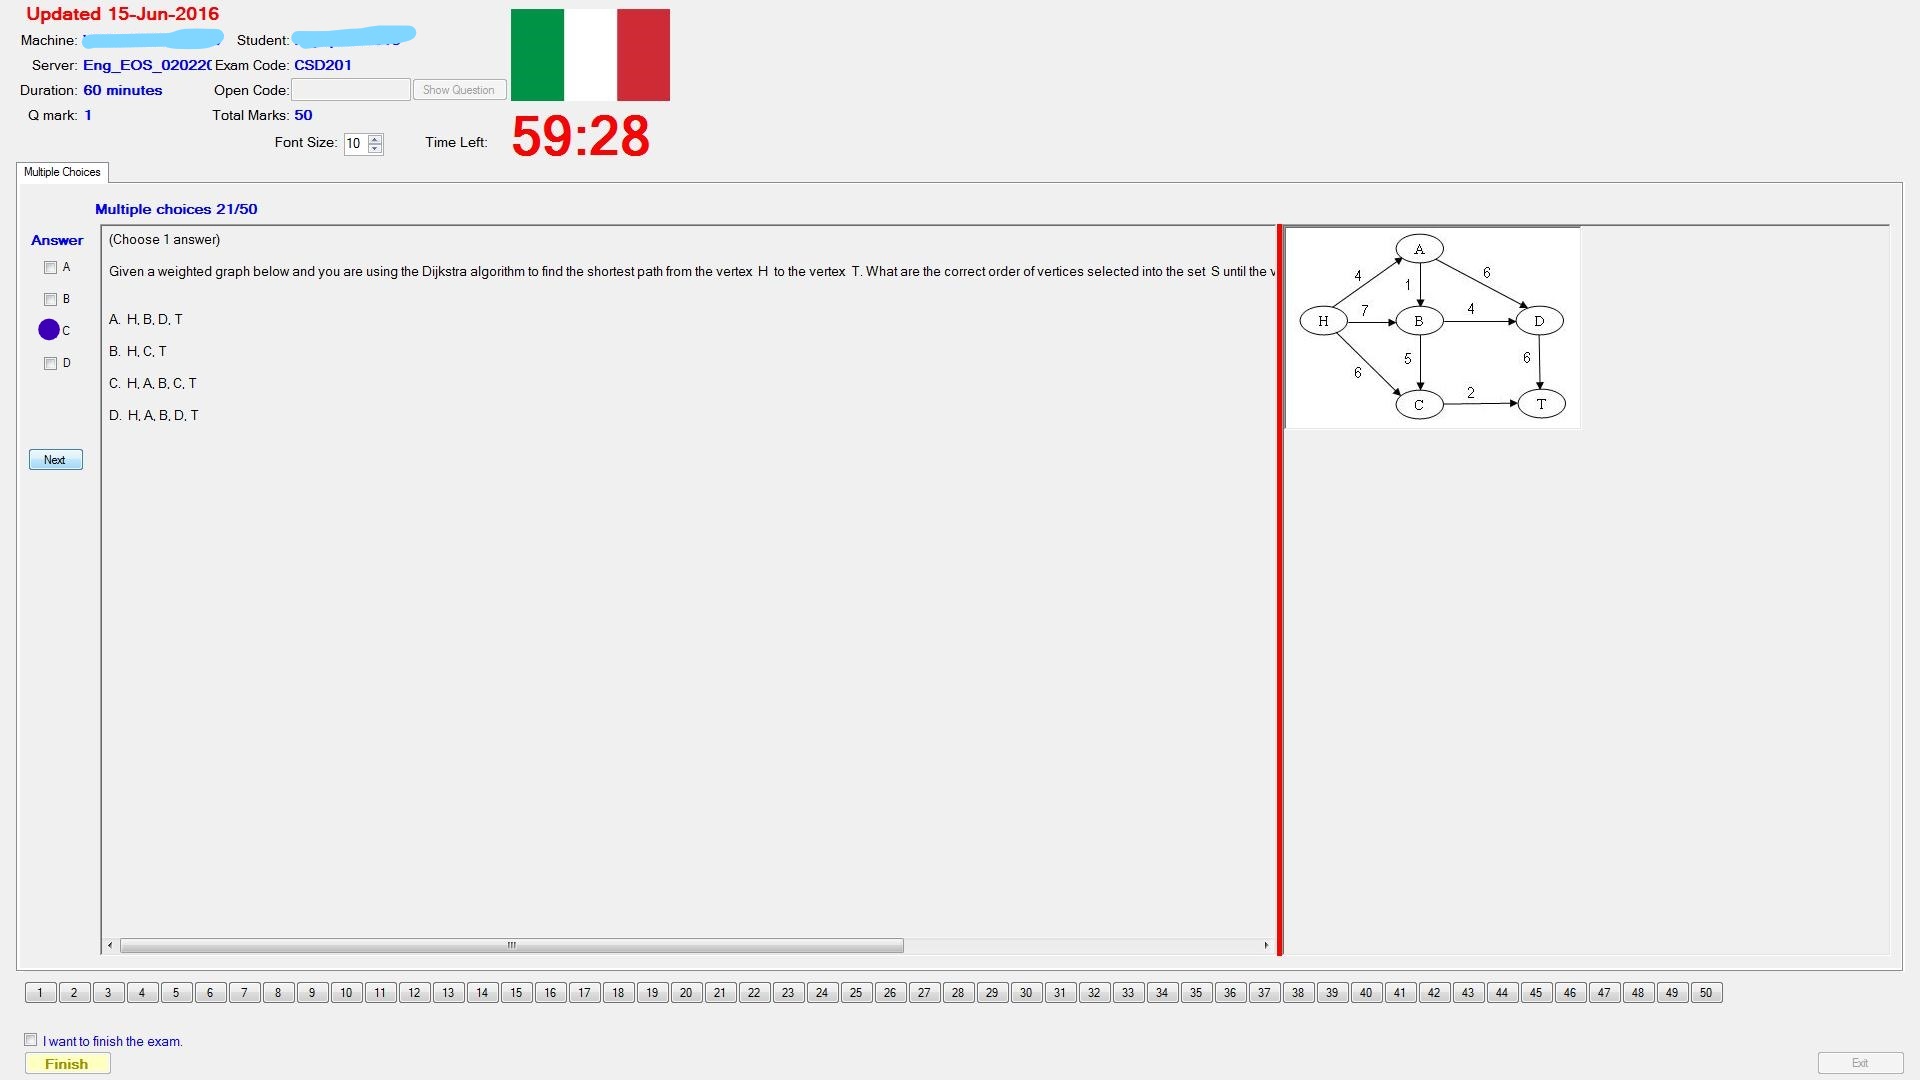 Updated 15-Jun-2016
Machine: Student:
Server: Eng_EOS_02022 Exam Code: CSD201
Duration: 60 minutes Open Code: Show Question
Q mark: 1 Total Marks: 50
Font Size: 10 Time Left: 59:28
Multiple Choices
Multiple choices 21/50
Answer
A
B
C
D
Next
(Choose 1 answer)
Given a weighted graph below and you are using the Dijkstra algorithm to find the shortest path from the vertex H to the vertex T. What are the correct order of vertices selected into the set S until the
A. H, B, D, T
B. H, C, T
C. H, A, B, C, T
D. H, A, B, D, T
A
4 6
1
H 7 B 4 D
5 6
6
C 2 T
1 2 3 4 5 6 7 8 9 10 11 12 13 14 15 16 17 18 19 20 21 22 23 24 25 26 27 28 29 30 31 32 33 34 35 36 37 38 39 40 41 42 43 44 45 46 47 48 49 50
I want to finish the exam.
Finish Exit